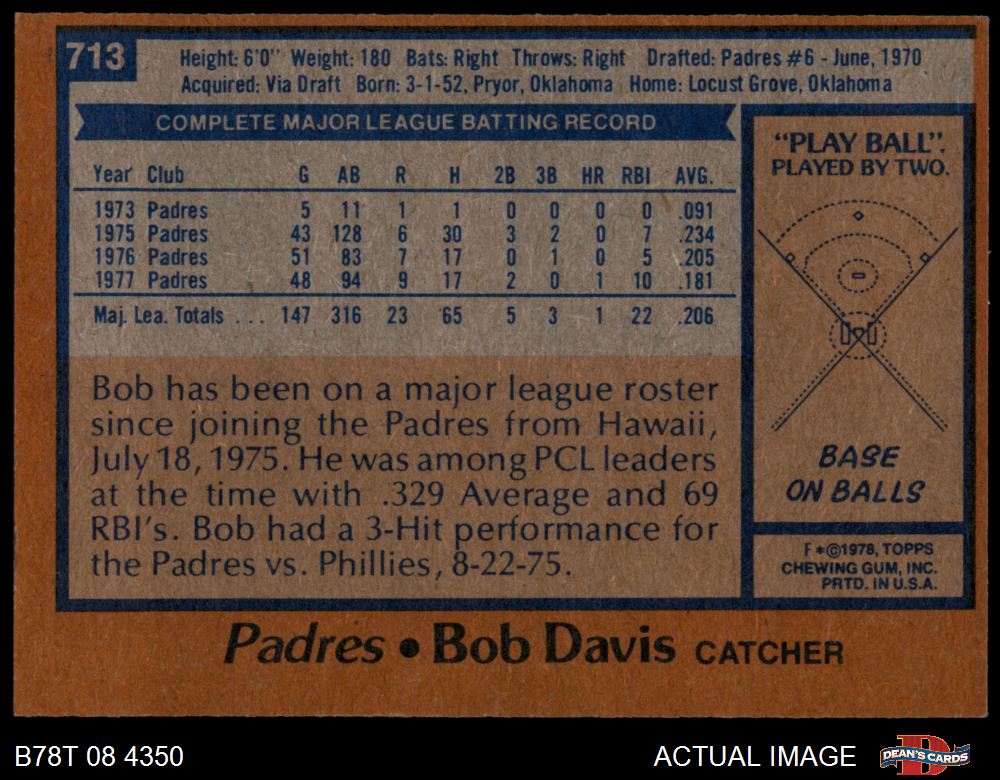 713
Height: 6'0" Weight: 180 Bats: Right Throws: Right Drafted: Padres #6 - June, 1970
Acquired: Via Draft Born: 3-1-52, Pryor, Oklahoma Home: Locust Grove, Oklahoma
COMPLETE MAJOR LEAGUE BATTING RECORD
Year Club G AB R H 2B 3B HR RBI AVG.
1973 Padres 5 11 1 1 0 0 0 0 .091
1975 Padres 43 128 6 30 3 2 0 7 .234
1976 Padres 51 83 7 17 0 1 0 5 .205
1977 Padres 48 94 9 17 2 0 1 10 .181
Maj. Lea. Totals ... 147 316 23 65 5 3 1 22 .206
Bob has been on a major league roster
since joining the Padres from Hawaii,
July 18, 1975. He was among PCL leaders
at the time with .329 Average and 69
RBI's. Bob had a 3-Hit performance for
the Padres vs. Phillies, 8-22-75.
"PLAY BALL".
PLAYED BY TWO.
BASE
ON BALLS
F*©1978, TOPPS
CHEWING GUM, INC.
PRTD. IN U.S.A.
Padres • Bob Davis CATCHER
B78T 08 4350
ACTUAL IMAGE
D
DEAN'S CARDS